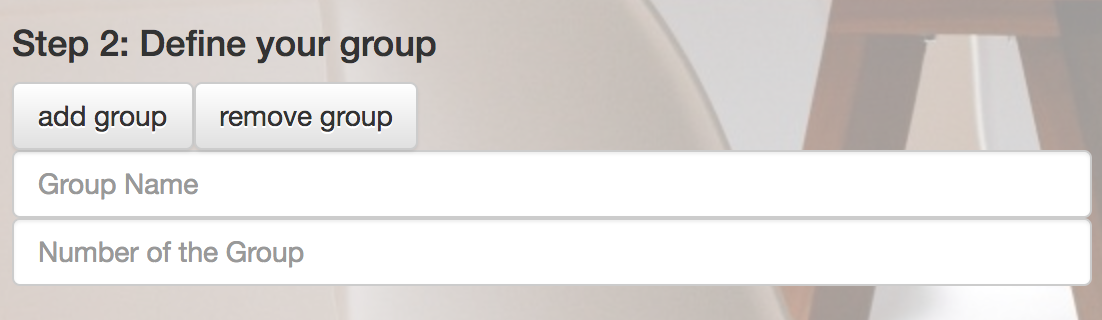 Step 2: Define your group
add group remove group
Group Name
Number of the Group